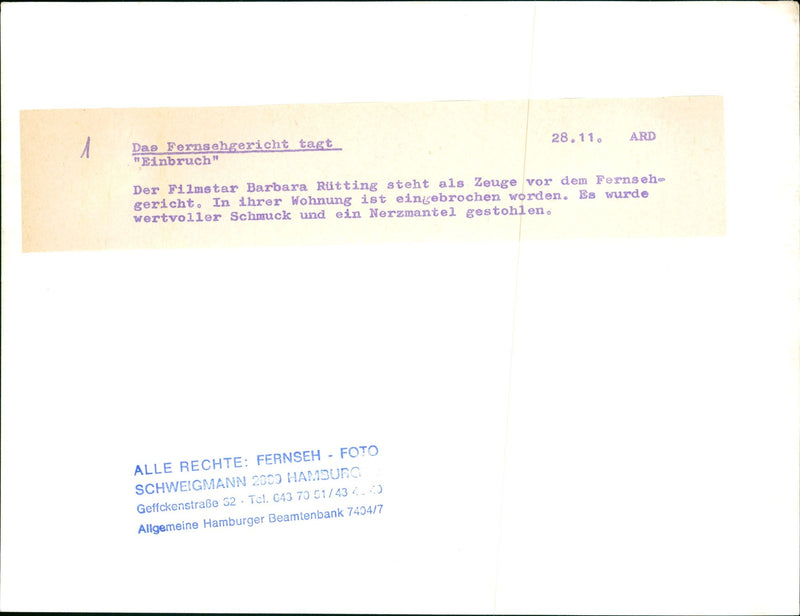 1
Das Fernsehgericht tagt 28.11. ARD
"Einbruch"
Der Filmstar Barbara Rütting steht als Zeuge vor dem Fernseh-
gericht. In ihrer Wohnung ist eingebrochen worden. Es wurde
wertvoller Schmuck und ein Nerzmantel gestohlen.
ALLE RECHTE: FERNSEH - FOTO
SCHWEIGMANN HAMBURG
Geffckenstraße 32 - Tel.
Allgemeine Hamburger Beamtenbank 7404/7